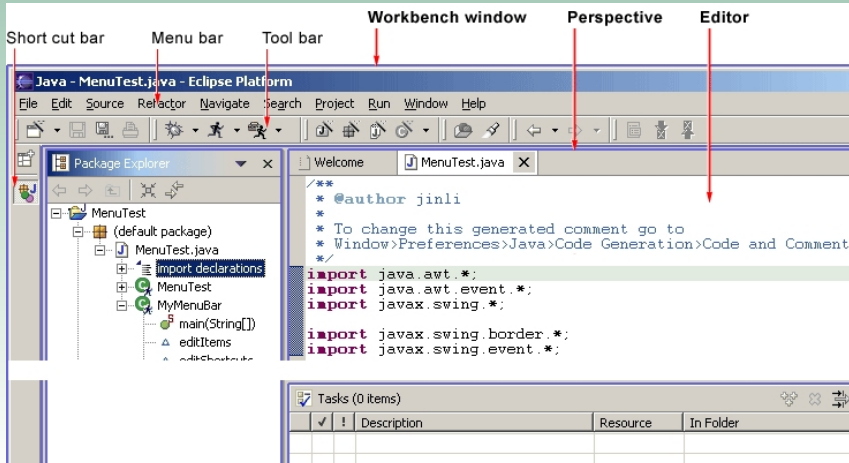 Workbench window Perspective Editor
Short cut bar Menu bar Tool bar
Java - MenuTest.java - Eclipse Platform
File Edit Source Refactor Navigate Search Project Run Window Help
Package Explorer
Welcome MenuTest.java
MenuTest
(default package)
MenuTest.java
import declarations
MenuTest
MyMenuBar
main(String[])
editItems
editShortcuts
/**
* @author jinli
*
* To change this generated comment go to
* Window>Preferences>Java>Code Generation>Code and Comment
*/
import java.awt.*;
import java.awt.event.*;
import javax.swing.*;
import javax.swing.border.*;
import javax.swing.event.*;
Tasks (0 items)
✓ ! Description Resource In Folder